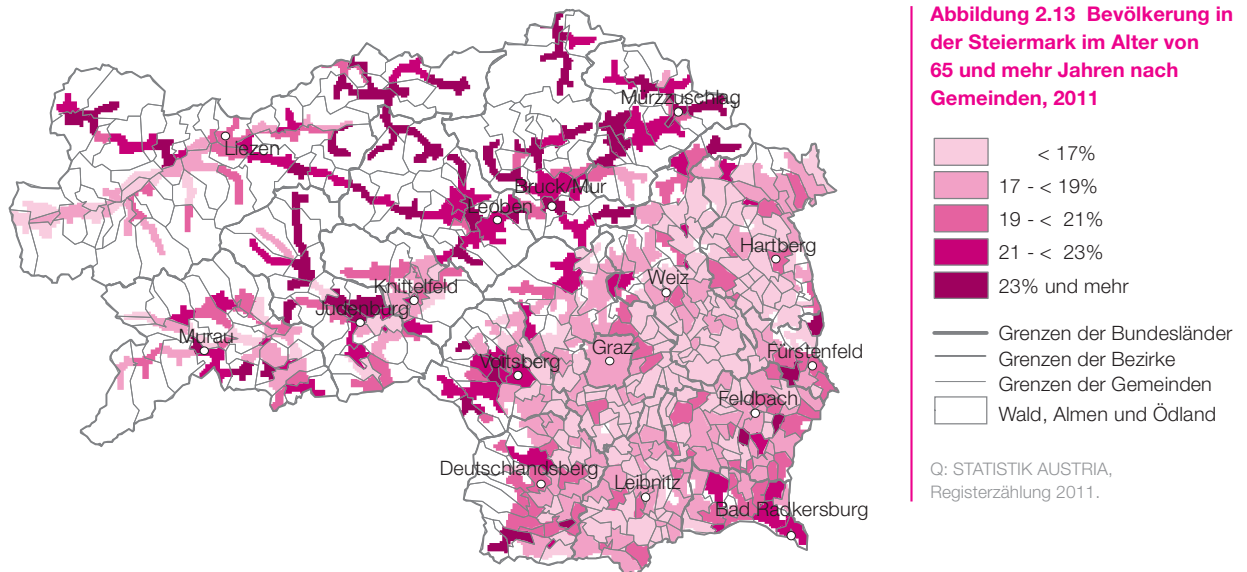 Abbildung 2.13 Bevölkerung in
der Steiermark im Alter von
65 und mehr Jahren nach
Gemeinden, 2011
< 17%
17 - < 19%
19 - < 21%
21 - < 23%
23% und mehr
Grenzen der Bundesländer
Grenzen der Bezirke
Grenzen der Gemeinden
Wald, Almen und Ödland
Q: STATISTIK AUSTRIA,
Registerzählung 2011.
Mürzzuschlag
Liezen
Bruck/Mur
Leoben
Hartberg
Weiz
Knittelfeld
Judenburg
Murau
Graz
Voitsberg
Fürstenfeld
Feldbach
Deutschlandsberg
Leibnitz
Bad Radkersburg